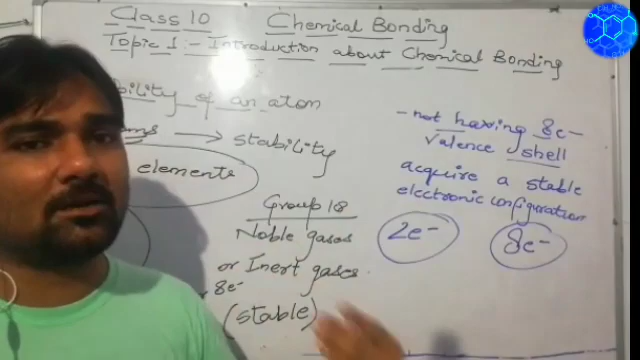 Class 10 Chemical Bonding
Topic 1 :- Introduction about Chemical Bonding
bility of an atom
→ stability
elements
Group 18
Noble gases
or Inert gases
8e-
(stable)
- not having 8e-
valence shell
acquire a stable
electronic configuration
2e-
8e-